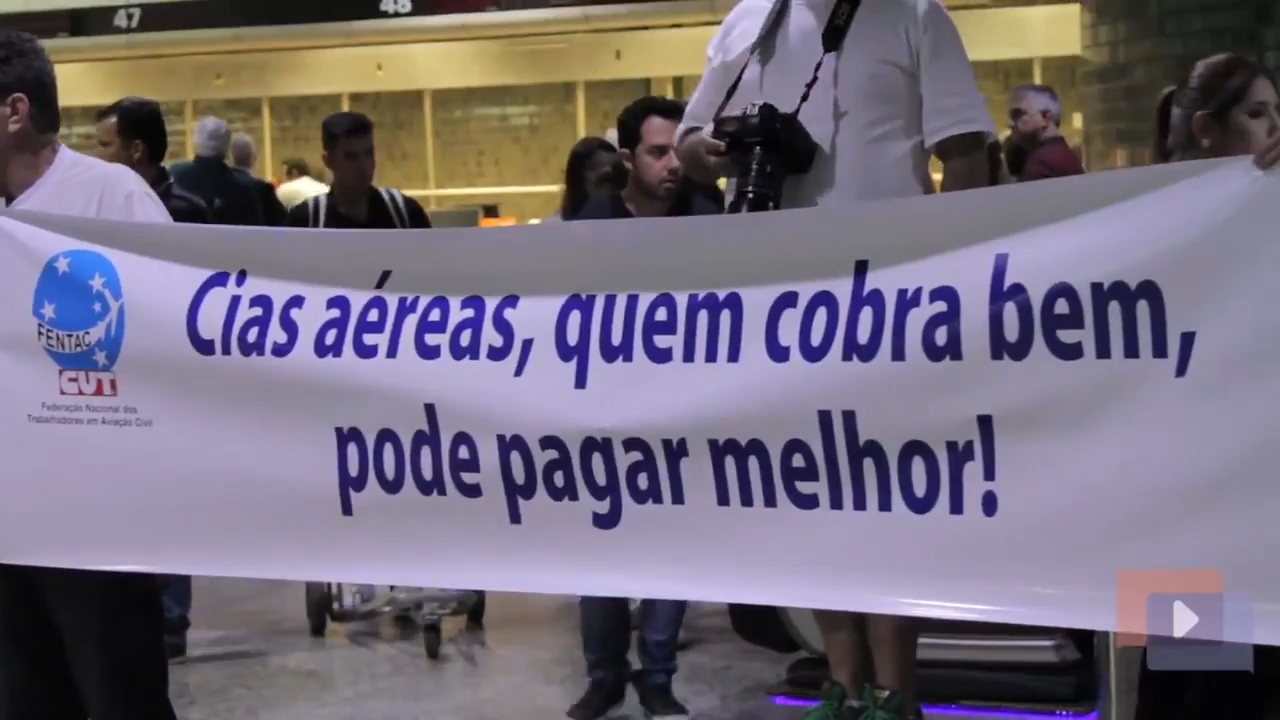 47
48
FENTAC
CUT
Federação Nacional dos
Trabalhadores em Aviação Civil
Cias aéreas, quem cobra bem,
pode pagar melhor!